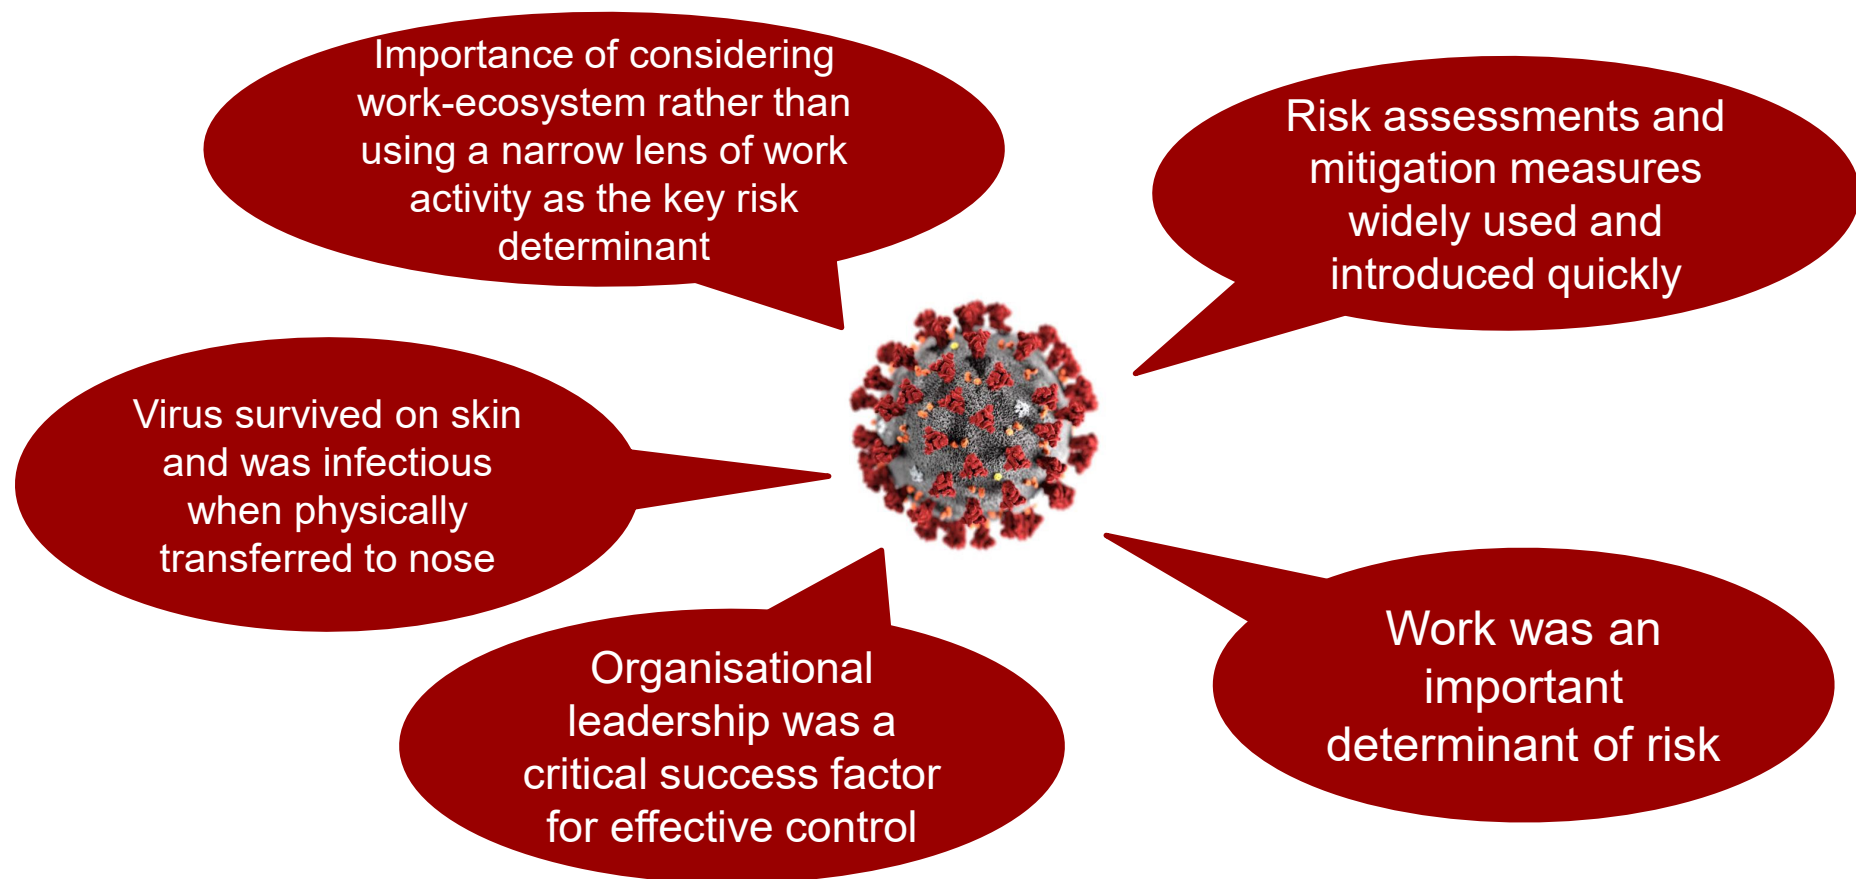 Importance of considering
work-ecosystem rather than
using a narrow lens of work
activity as the key risk
determinant
Risk assessments and
mitigation measures
widely used and
introduced quickly
Virus survived on skin
and was infectious
when physically
transferred to nose
Organisational
leadership was a
critical success factor
for effective control
Work was an
important
determinant of risk